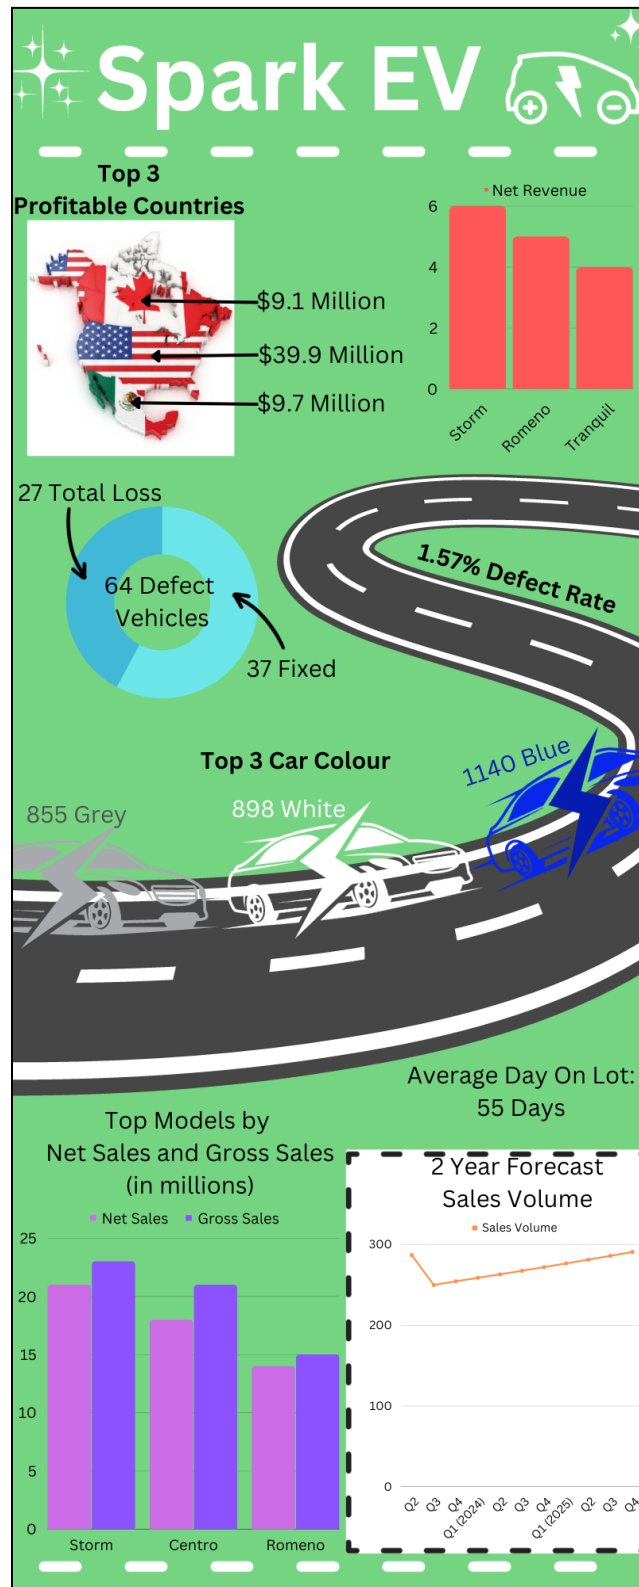 Spark EV
Top 3
Profitable Countries
$9.1 Million
$39.9 Million
$9.7 Million
Net Revenue
6
4
2
0
Storm
Romeno
Tranquil
27 Total Loss
64 Defect
Vehicles
37 Fixed
1.57% Defect Rate
Top 3 Car Colour
1140 Blue
898 White
855 Grey
Average Day On Lot:
55 Days
Top Models by
Net Sales and Gross Sales
(in millions)
Net Sales
Gross Sales
25
20
15
10
5
0
Storm
Centro
Romeno
2 Year Forecast
Sales Volume
Sales Volume
300
200
100
0
Q2
Q3
Q4
Q1 (2024)
Q2
Q3
Q4
Q1 (2025)
Q2
Q3
Q4